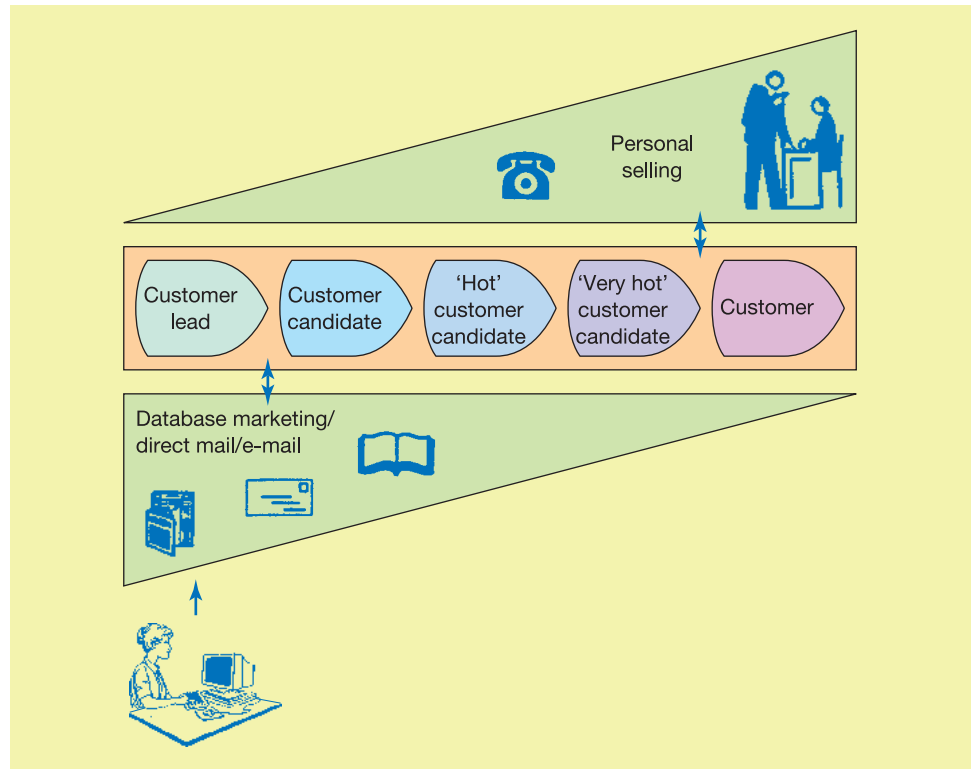 Personal
selling
Customer
lead
Customer
candidate
‘Hot’
customer
candidate
‘Very hot’
customer
candidate
Customer
Database marketing/
direct mail/e-mail